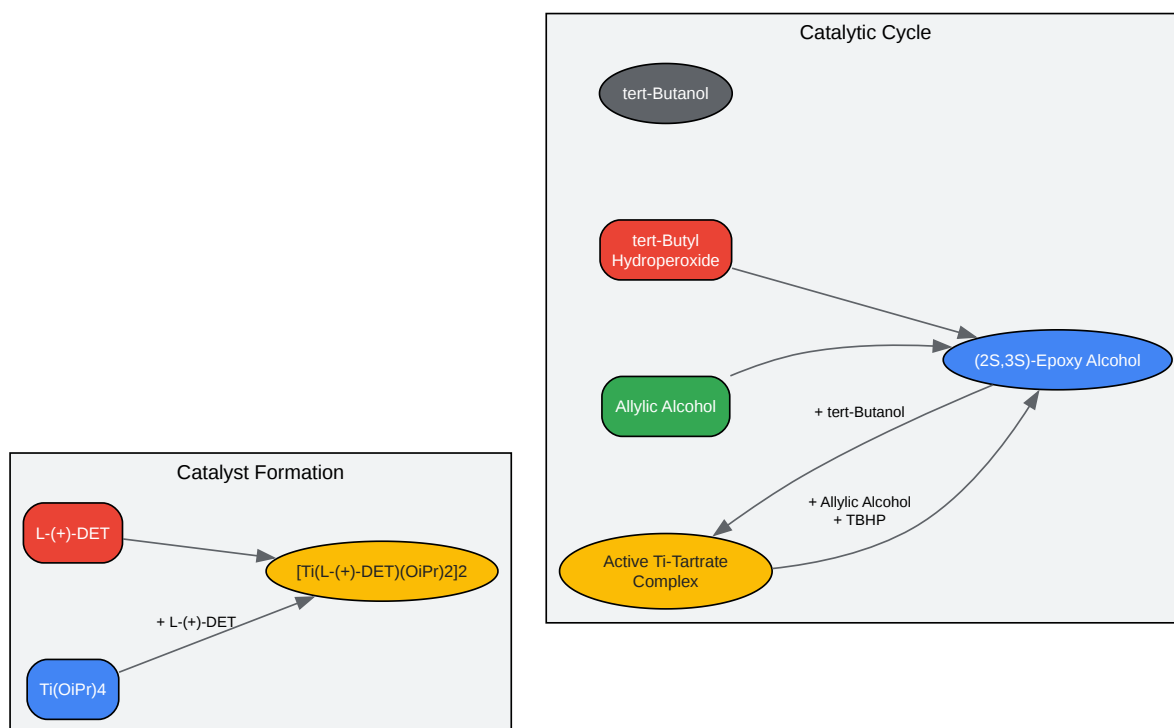 Catalytic Cycle
tert-Butanol
tert-Butyl
Hydroperoxide
(2S,3S)-Epoxy Alcohol
Allylic Alcohol
+ tert-Butanol
+ Allylic Alcohol
+ TBHP
Active Ti-Tartrate
Complex
Catalyst Formation
L-(+)-DET
[Ti(L-(+)-DET)(OiPr)2]2
+ L-(+)-DET
Ti(OiPr)4